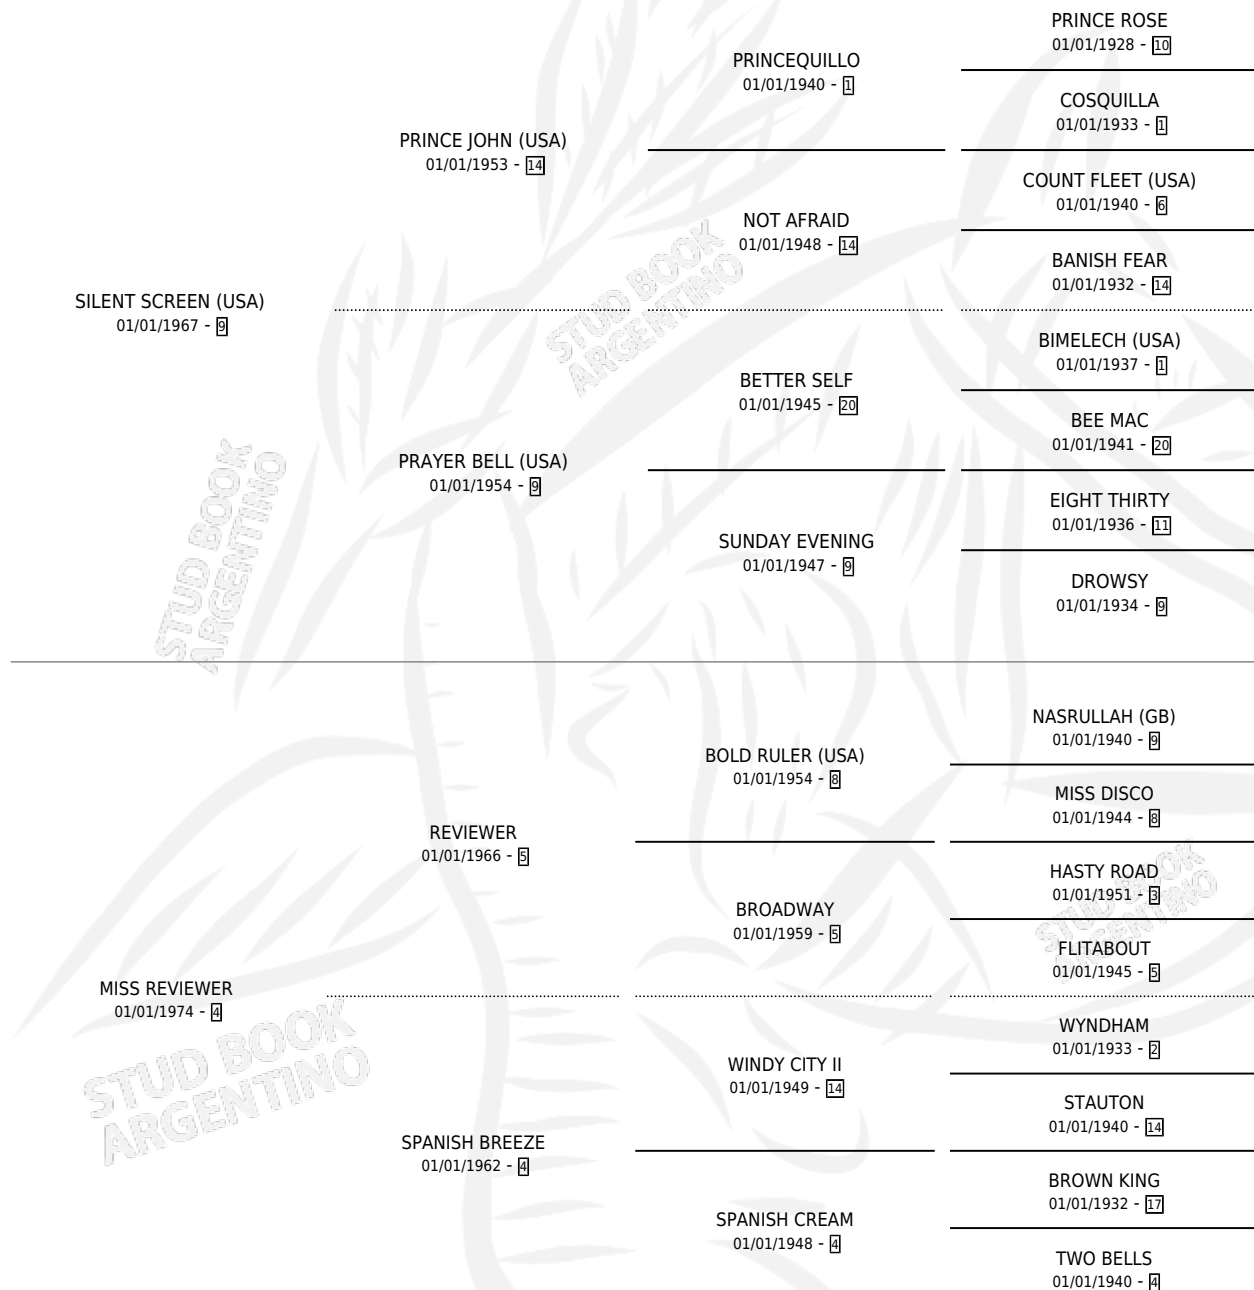 PRINCE ROSE
01/01/1928 - 10
PRINCEQUILLO
01/01/1940 - 1
COSQUILLA
01/01/1933 - 1
PRINCE JOHN (USA)
01/01/1953 - 14
COUNT FLEET (USA)
01/01/1940 - 6
NOT AFRAID
01/01/1948 - 14
BANISH FEAR
01/01/1932 - 14
SILENT SCREEN (USA)
01/01/1967 - 9
BIMELECH (USA)
01/01/1937 - 1
BETTER SELF
01/01/1945 - 20
BEE MAC
01/01/1941 - 20
PRAYER BELL (USA)
01/01/1954 - 9
EIGHT THIRTY
01/01/1936 - 11
SUNDAY EVENING
01/01/1947 - 9
DROWSY
01/01/1934 - 9
NASRULLAH (GB)
01/01/1940 - 9
BOLD RULER (USA)
01/01/1954 - 8
MISS DISCO
01/01/1944 - 8
REVIEWER
01/01/1966 - 5
HASTY ROAD
01/01/1951 - 3
BROADWAY
01/01/1959 - 5
FLITABOUT
01/01/1945 - 5
MISS REVIEWER
01/01/1974 - 4
WYNDHAM
01/01/1933 - 2
WINDY CITY II
01/01/1949 - 14
STAUTON
01/01/1940 - 14
SPANISH BREEZE
01/01/1962 - 4
BROWN KING
01/01/1932 - 17
SPANISH CREAM
01/01/1948 - 4
TWO BELLS
01/01/1940 - 4
STUD BOOK
ARGENTINO
STUD BOOK
ARGENTINO
STUD BOOK
ARGENTINO
STUD BOOK
ARGENTINO